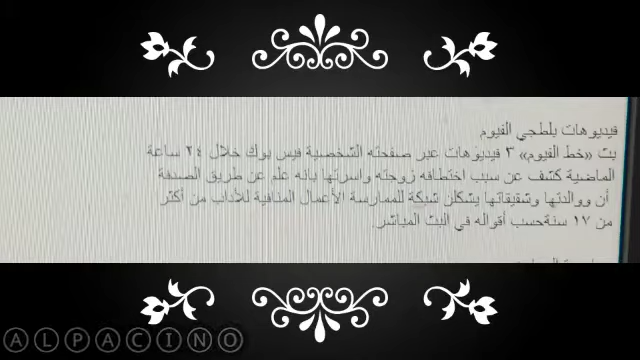 فيديوهات بلطجي الفيوم
بث «خط الفيوم» ٣ فيديوهات عبر صفحته الشخصية فيس بوك خلال ٢٤ ساعة
الماضية كشف عن سبب اختطافه زوجته واسرتها بانه علم عن طريق الصدفة
أن ووالدتها وشقيقاتها يشكلن شبكة للممارسة الأعمال المنافية للآداب من أكثر
من ١٧ سنةحسب أقواله في البث المباشر.
ALPACINO